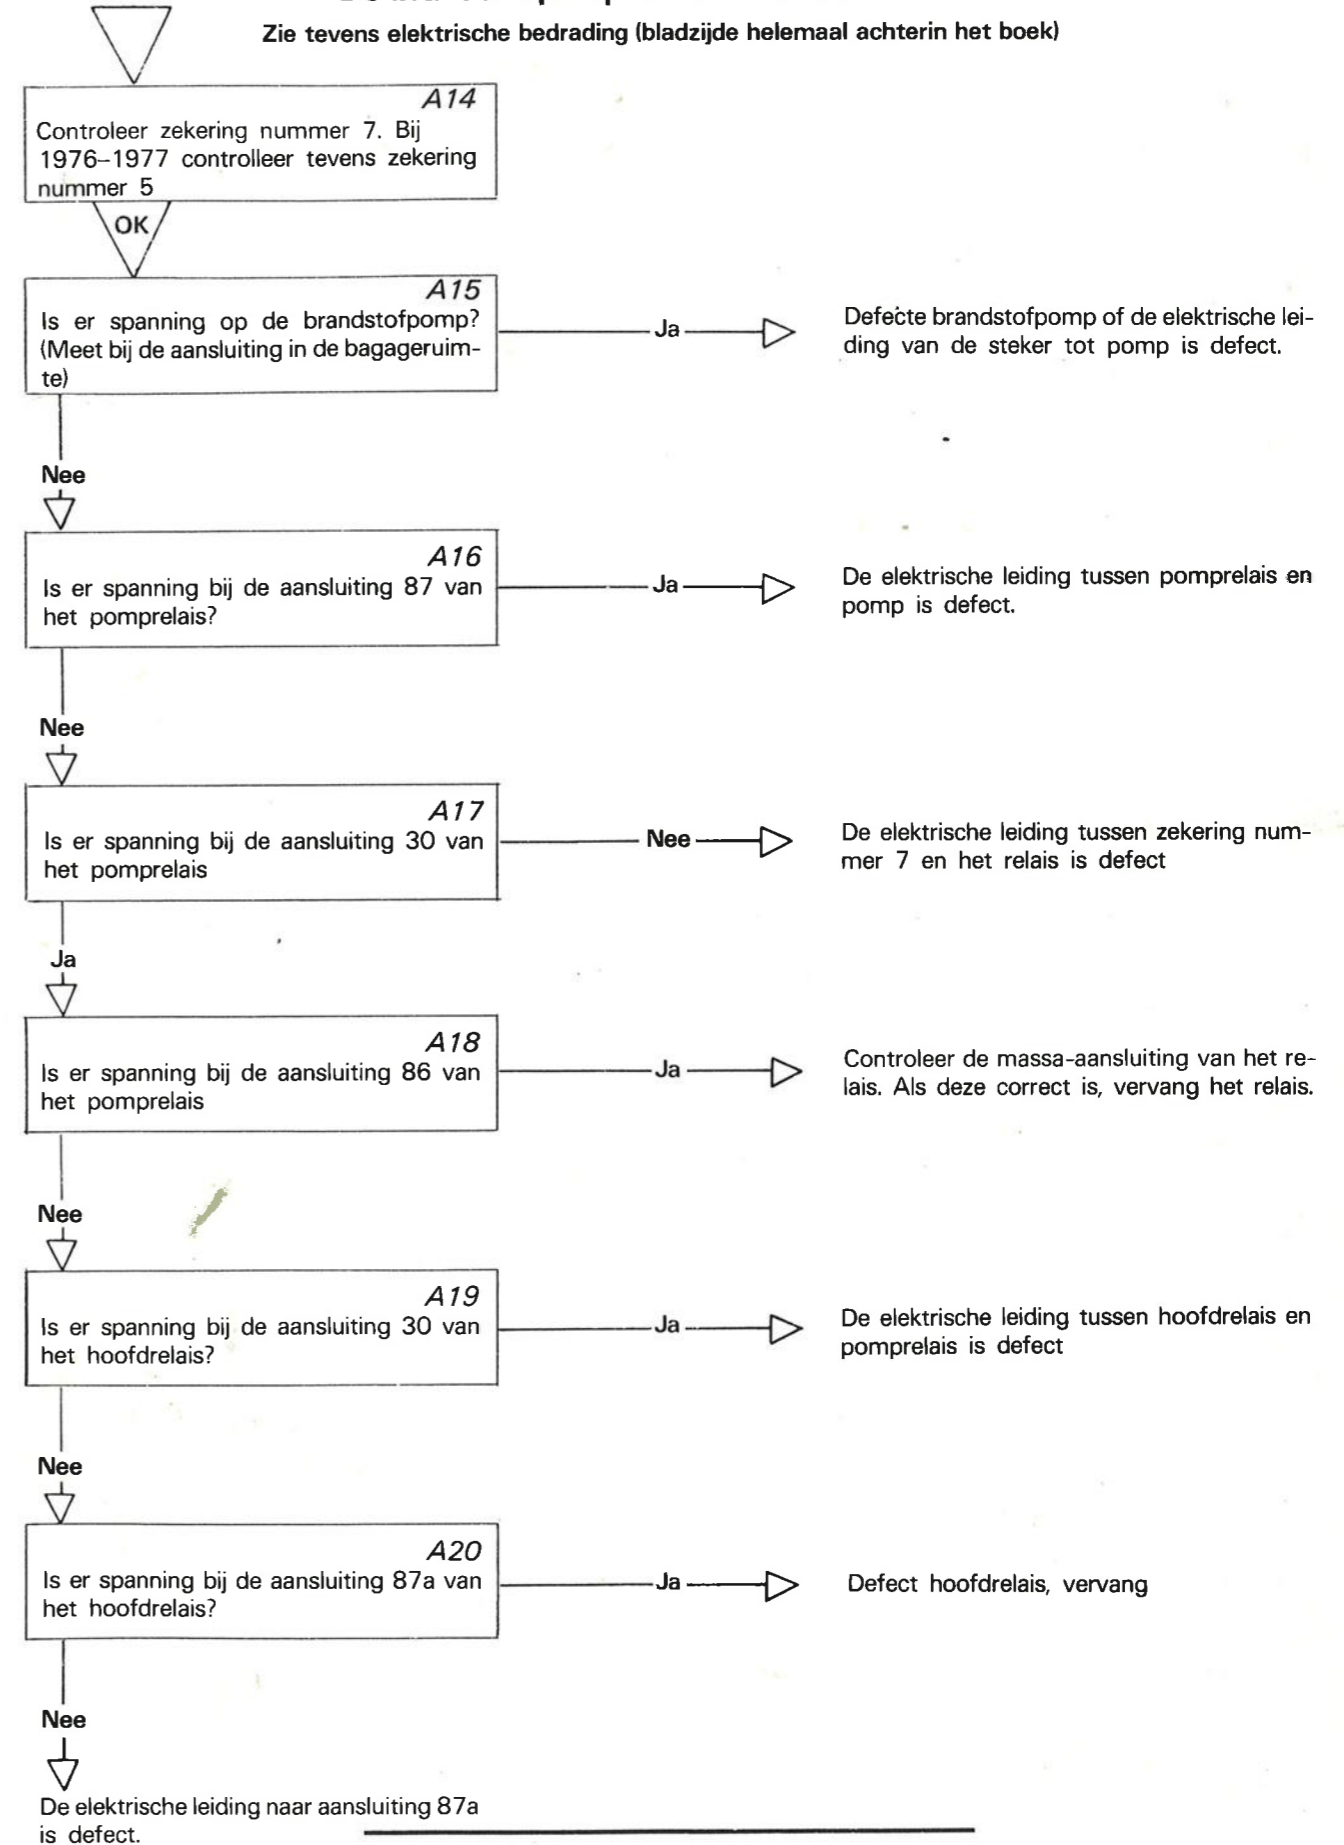 Zie tevens elektrische bedrading (bladzijde helemaal achterin het boek)
A14
Controleer zekering nummer 7. Bij
1976–1977 controlleer tevens zekering
nummer 5
OK
A15
Is er spanning op de brandstofpomp?
(Meet bij de aansluiting in de bagageruim-
te)
Ja
Defecte brandstofpomp of de elektrische lei-
ding van de steker tot pomp is defect.
Nee
A16
Is er spanning bij de aansluiting 87 van
het pomprelais?
Ja
De elektrische leiding tussen pomprelais en
pomp is defect.
Nee
A17
Is er spanning bij de aansluiting 30 van
het pomprelais
Nee
De elektrische leiding tussen zekering num-
mer 7 en het relais is defect
Ja
A18
Is er spanning bij de aansluiting 86 van
het pomprelais
Ja
Controleer de massa-aansluiting van het re-
lais. Als deze correct is, vervang het relais.
Nee
A19
Is er spanning bij de aansluiting 30 van
het hoofdrelais?
Ja
De elektrische leiding tussen hoofdrelais en
pomprelais is defect
Nee
A20
Is er spanning bij de aansluiting 87a van
het hoofdrelais?
Ja
Defect hoofdrelais, vervang
Nee
De elektrische leiding naar aansluiting 87a
is defect.